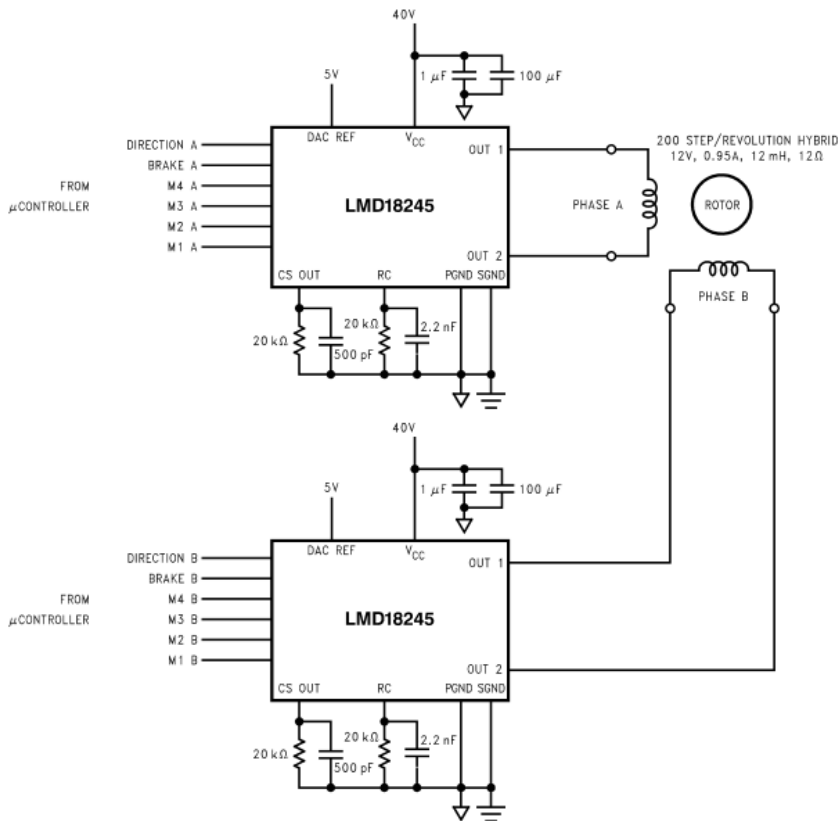 40V
1 μF
100 μF
5V
DAC REF
VCC
DIRECTION A
BRAKE A
M4 A
M3 A
M2 A
M1 A
FROM
μCONTROLLER
LMD18245
OUT 1
OUT 2
CS OUT
RC
PGND
SGND
20 kΩ
500 pF
20 kΩ
2.2 nF
200 STEP/REVOLUTION HYBRID
12V, 0.95A, 12 mH, 12Ω
PHASE A
ROTOR
PHASE B
40V
1 μF
100 μF
5V
DAC REF
VCC
DIRECTION B
BRAKE B
M4 B
M3 B
M2 B
M1 B
FROM
μCONTROLLER
LMD18245
OUT 1
OUT 2
CS OUT
RC
PGND
SGND
20 kΩ
500 pF
20 kΩ
2.2 nF